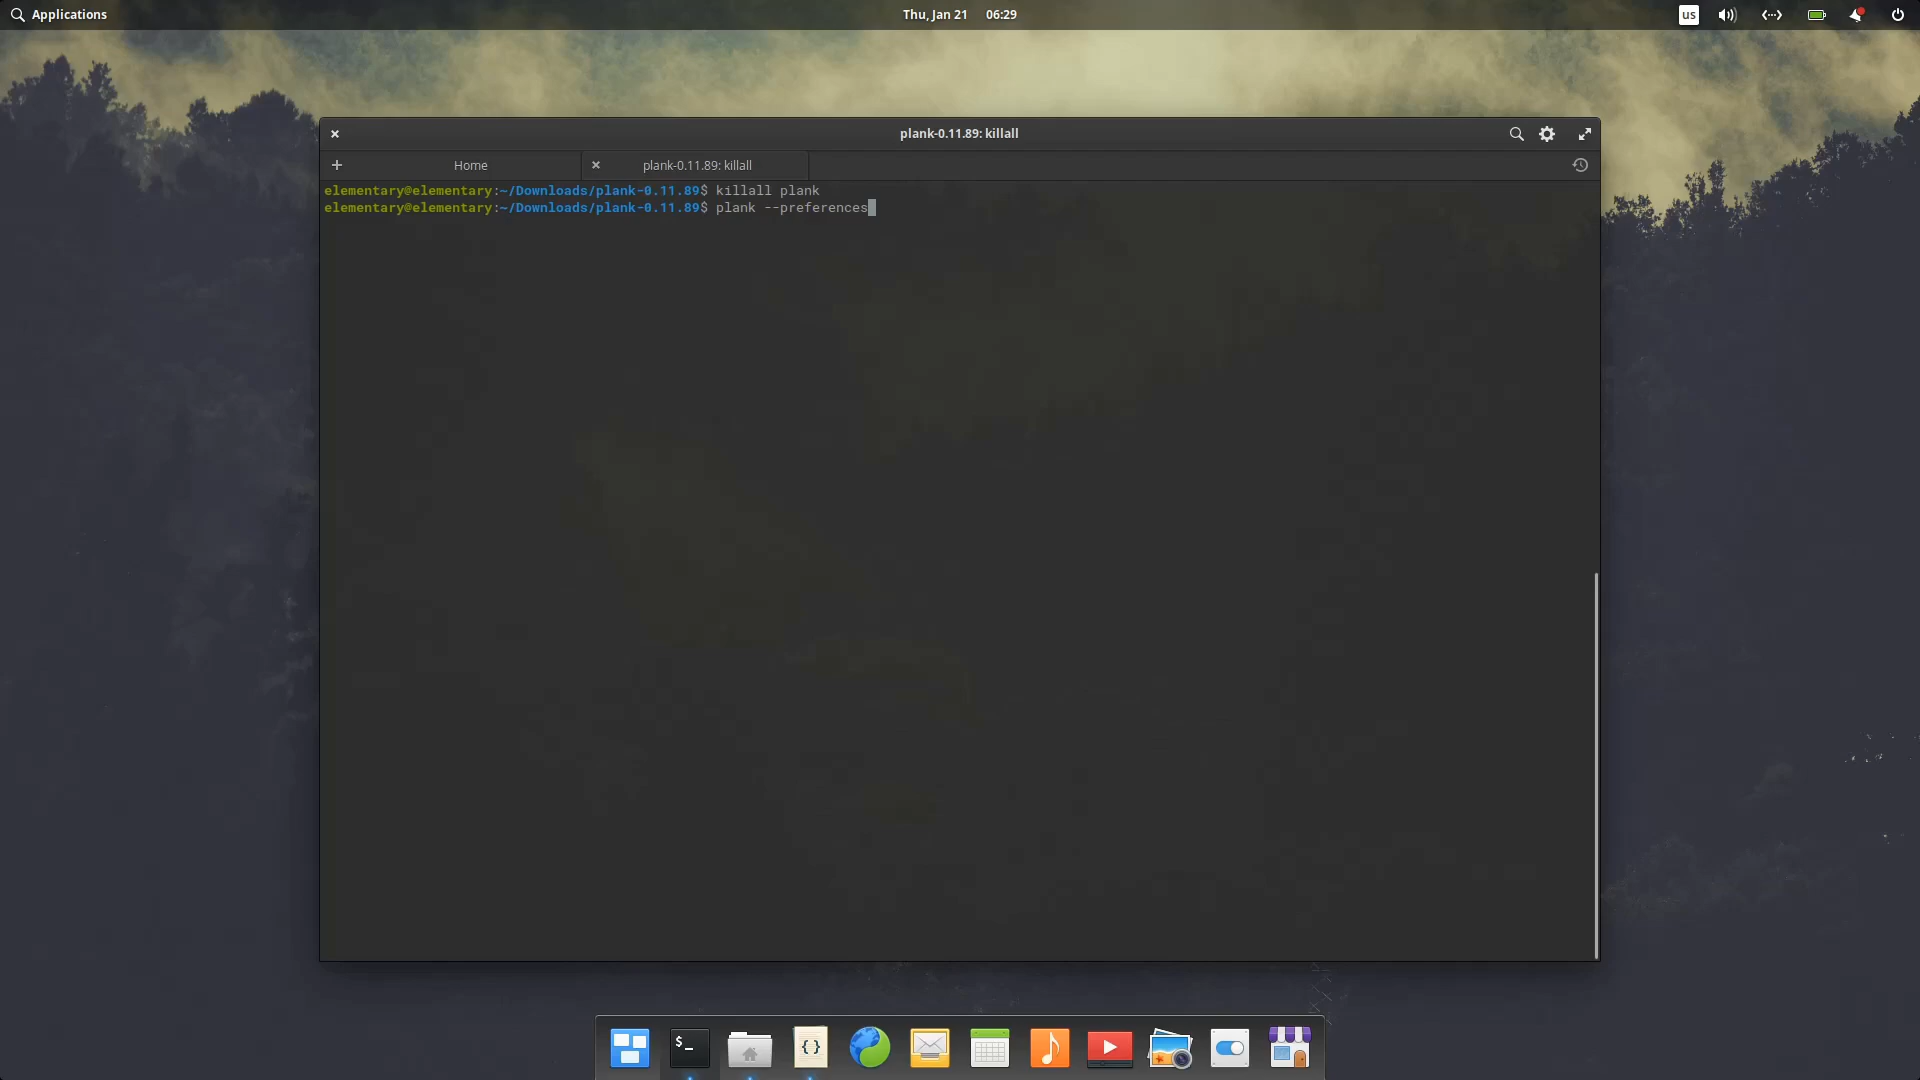 Applications
Thu, Jan 21 06:29
us
plank-0.11.89: killall
Home
plank-0.11.89: killall
elementary@elementary:~/Downloads/plank-0.11.89$ killall plank
elementary@elementary:~/Downloads/plank-0.11.89$ plank --preferences
$_
{}